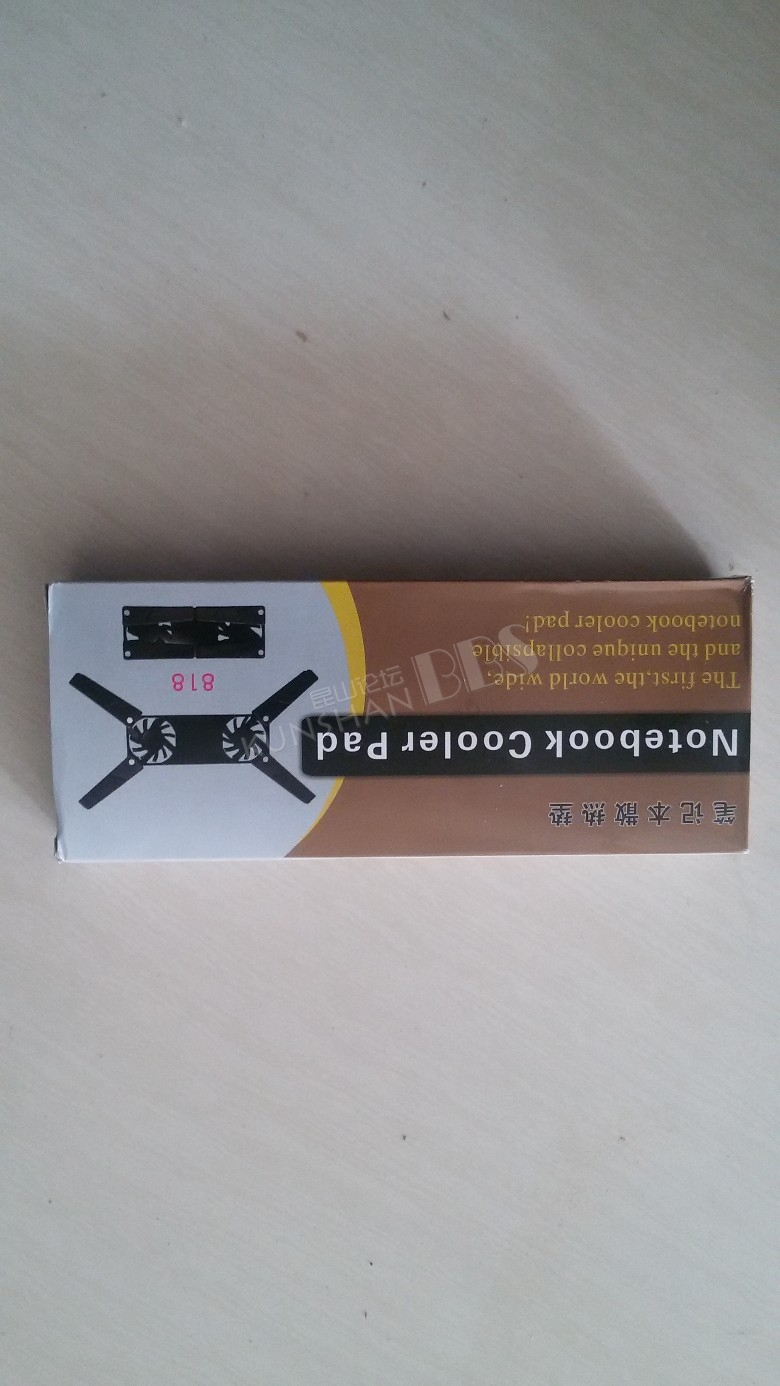 笔记本散热垫
Notebook Cooler Pad
The first,the world wide,
and the unique collapsible
notebook cooler pad!
818
昆山论坛
KUNSHAN BBS